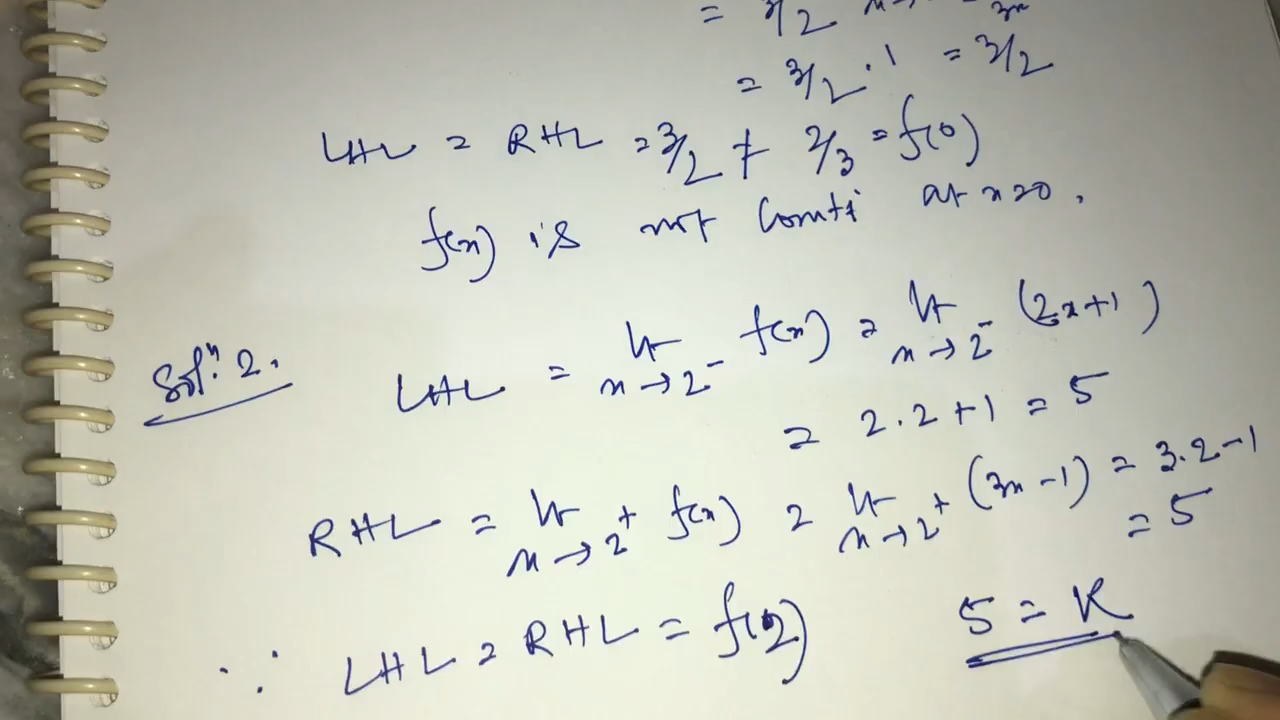 = 3/2
= 3/2 . 1 = 3/2
LHL = RHL = 3/2 ≠ 2/3 = f(0)
f(x) is not Conti at x=0.
Solⁿ: 2.
LHL = lt x→2⁻ f(x) = lt x→2⁻ (2x+1)
= 2.2+1 = 5
RHL = lt x→2⁺ f(x) = lt x→2⁺ (3x-1) = 3.2-1
= 5
∵ LHL = RHL = f(2) 5 = K